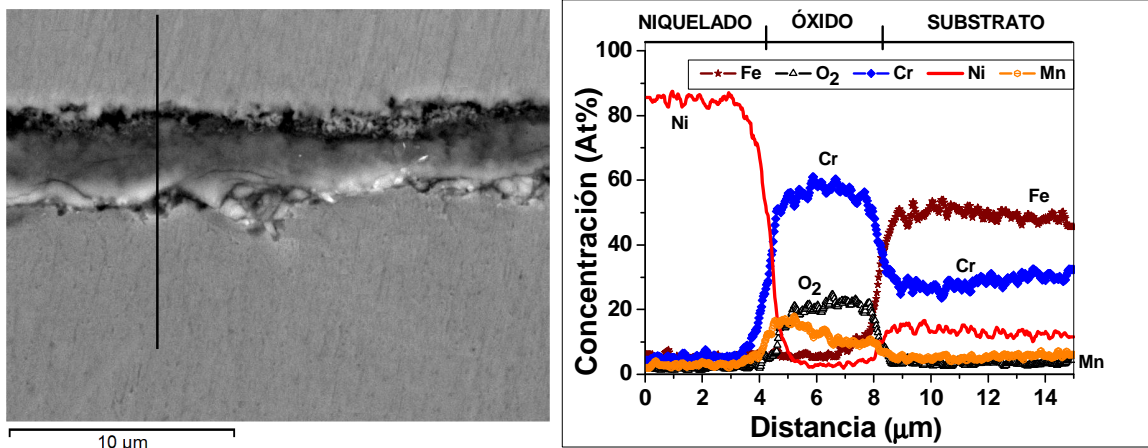 10 µm
NIQUELADO ÓXIDO SUBSTRATO
Concentración (At%)
100
80
60
40
20
0
Fe O2 Cr Ni Mn
Ni
Cr
Fe
Cr
O2
Mn
0 2 4 6 8 10 12 14
Distancia (µm)